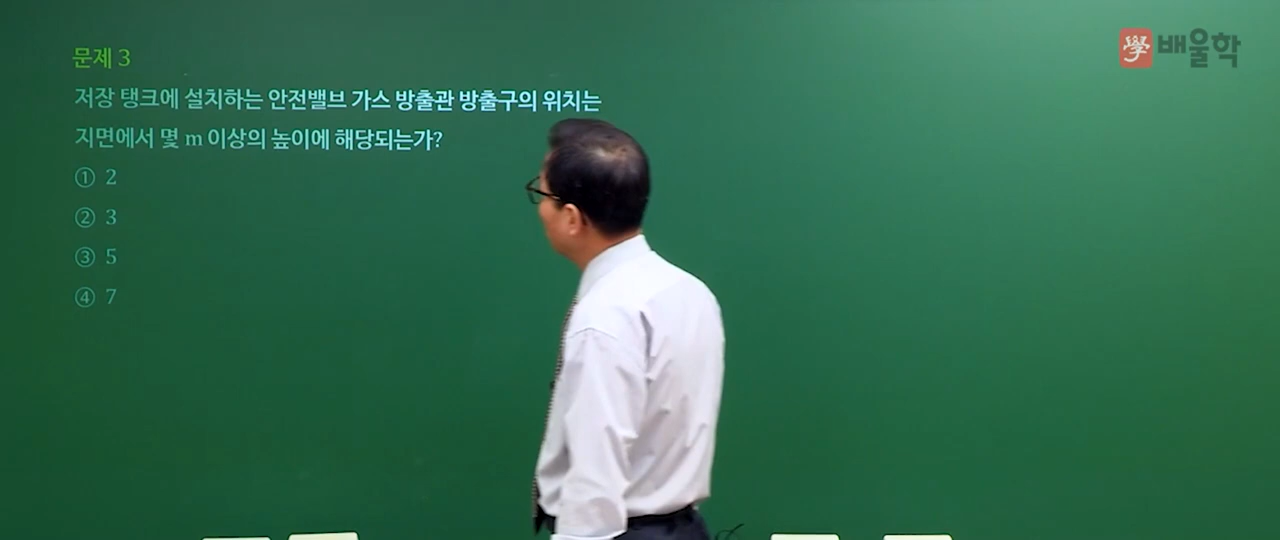 문제 3
學 배울학
저장 탱크에 설치하는 안전밸브 가스 방출관 방출구의 위치는
지면에서 몇 m 이상의 높이에 해당되는가?
① 2
② 3
③ 5
④ 7